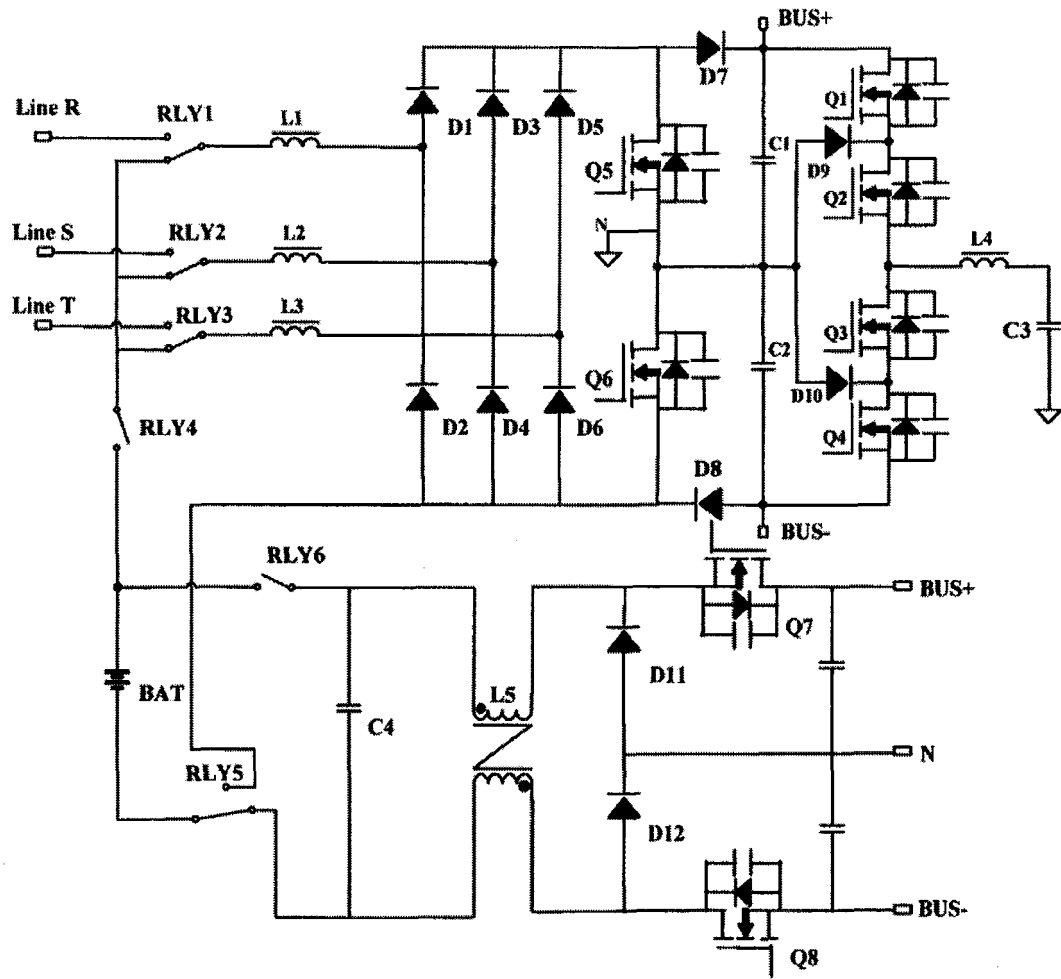 BUS+
D7
Line R
RLY1
L1
D1
D3
D5
Q5
C1
Q1
D9
Q2
N
Line S
RLY2
L2
L4
Line T
RLY3
L3
Q3
C3
Q6
C2
D10
Q4
RLY4
D2
D4
D6
D8
BUS-
RLY6
BUS+
Q7
D11
BAT
L5
C4
N
RLY5
D12
BUS-
Q8